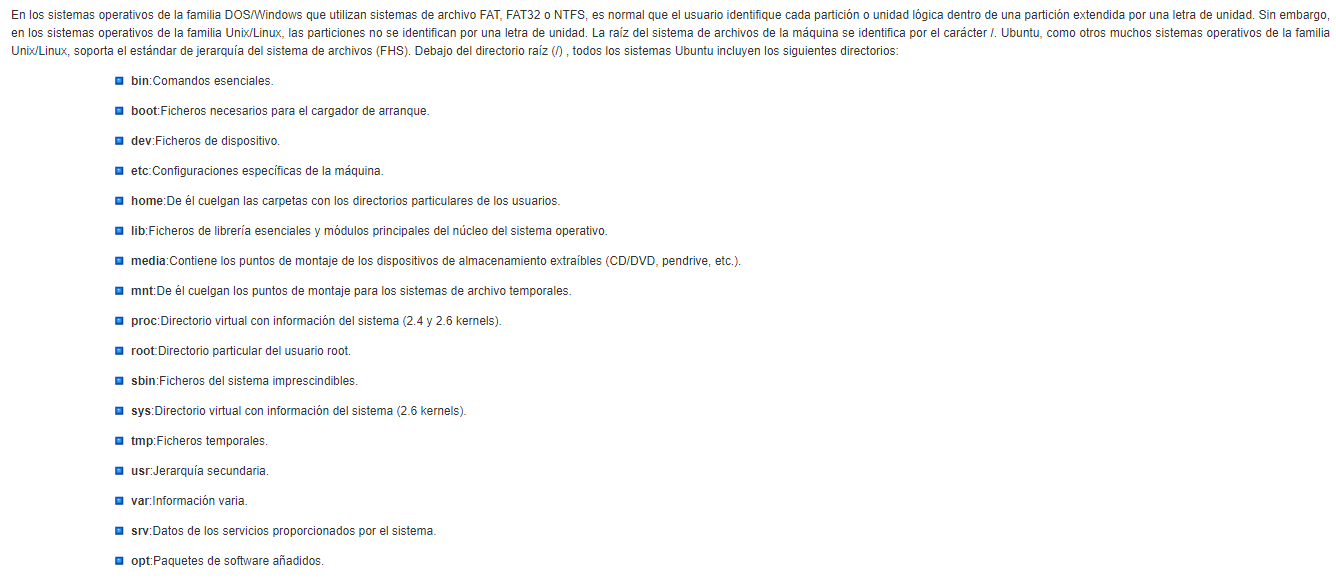 En los sistemas operativos de la familia DOS/Windows que utilizan sistemas de archivo FAT, FAT32 o NTFS, es normal que el usuario identifique cada partición o unidad lógica dentro de una partición extendida por una letra de unidad. Sin embargo,
en los sistemas operativos de la familia Unix/Linux, las particiones no se identifican por una letra de unidad. La raíz del sistema de archivos de la máquina se identifica por el carácter /. Ubuntu, como otros muchos sistemas operativos de la familia
Unix/Linux, soporta el estándar de jerarquía del sistema de archivos (FHS). Debajo del directorio raíz (/) , todos los sistemas Ubuntu incluyen los siguientes directorios:
bin:Comandos esenciales.
boot:Ficheros necesarios para el cargador de arranque.
dev:Ficheros de dispositivo.
etc:Configuraciones específicas de la máquina.
home:De él cuelgan las carpetas con los directorios particulares de los usuarios.
lib:Ficheros de librería esenciales y módulos principales del núcleo del sistema operativo.
media:Contiene los puntos de montaje de los dispositivos de almacenamiento extraíbles (CD/DVD, pendrive, etc.).
mnt:De él cuelgan los puntos de montaje para los sistemas de archivo temporales.
proc:Directorio virtual con información del sistema (2.4 y 2.6 kernels).
root:Directorio particular del usuario root.
sbin:Ficheros del sistema imprescindibles.
sys:Directorio virtual con información del sistema (2.6 kernels).
tmp:Ficheros temporales.
usr:Jerarquía secundaria.
var:Información varia.
srv:Datos de los servicios proporcionados por el sistema.
opt:Paquetes de software añadidos.